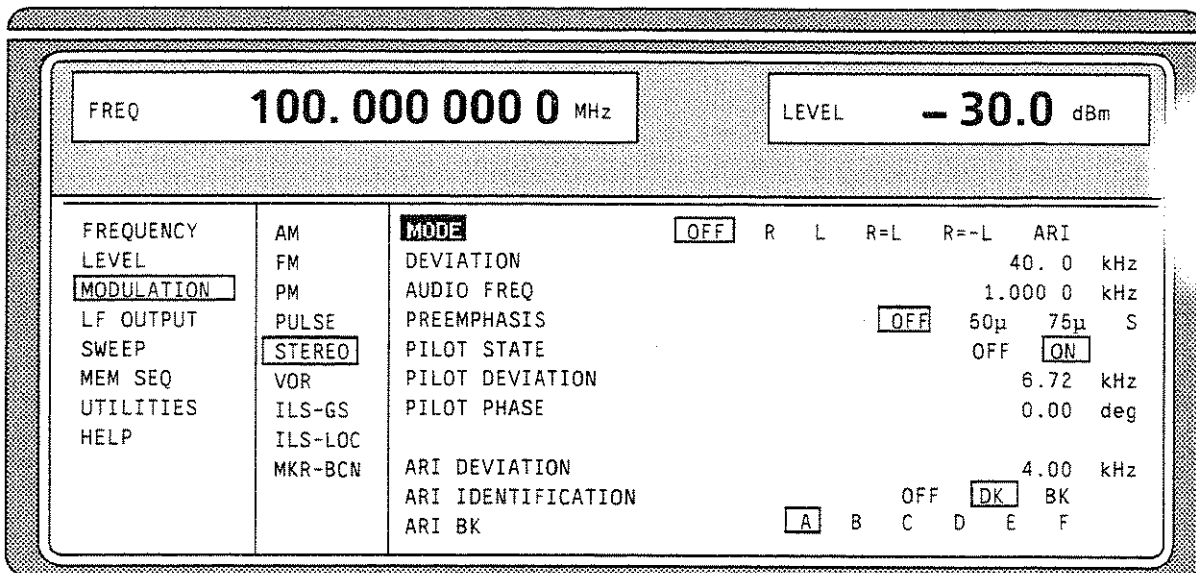 FREQ 100. 000 000 0 MHz LEVEL – 30.0 dBm
FREQUENCY
LEVEL
MODULATION
LF OUTPUT
SWEEP
MEM SEQ
UTILITIES
HELP
AM
FM
PM
PULSE
STEREO
VOR
ILS-GS
ILS-LOC
MKR-BCN
MODE OFF R L R=L R=-L ARI
DEVIATION 40. 0 kHz
AUDIO FREQ 1.000 0 kHz
PREEMPHASIS OFF 50µ 75µ S
PILOT STATE OFF ON
PILOT DEVIATION 6.72 kHz
PILOT PHASE 0.00 deg
ARI DEVIATION 4.00 kHz
ARI IDENTIFICATION OFF DK BK
ARI BK A B C D E F